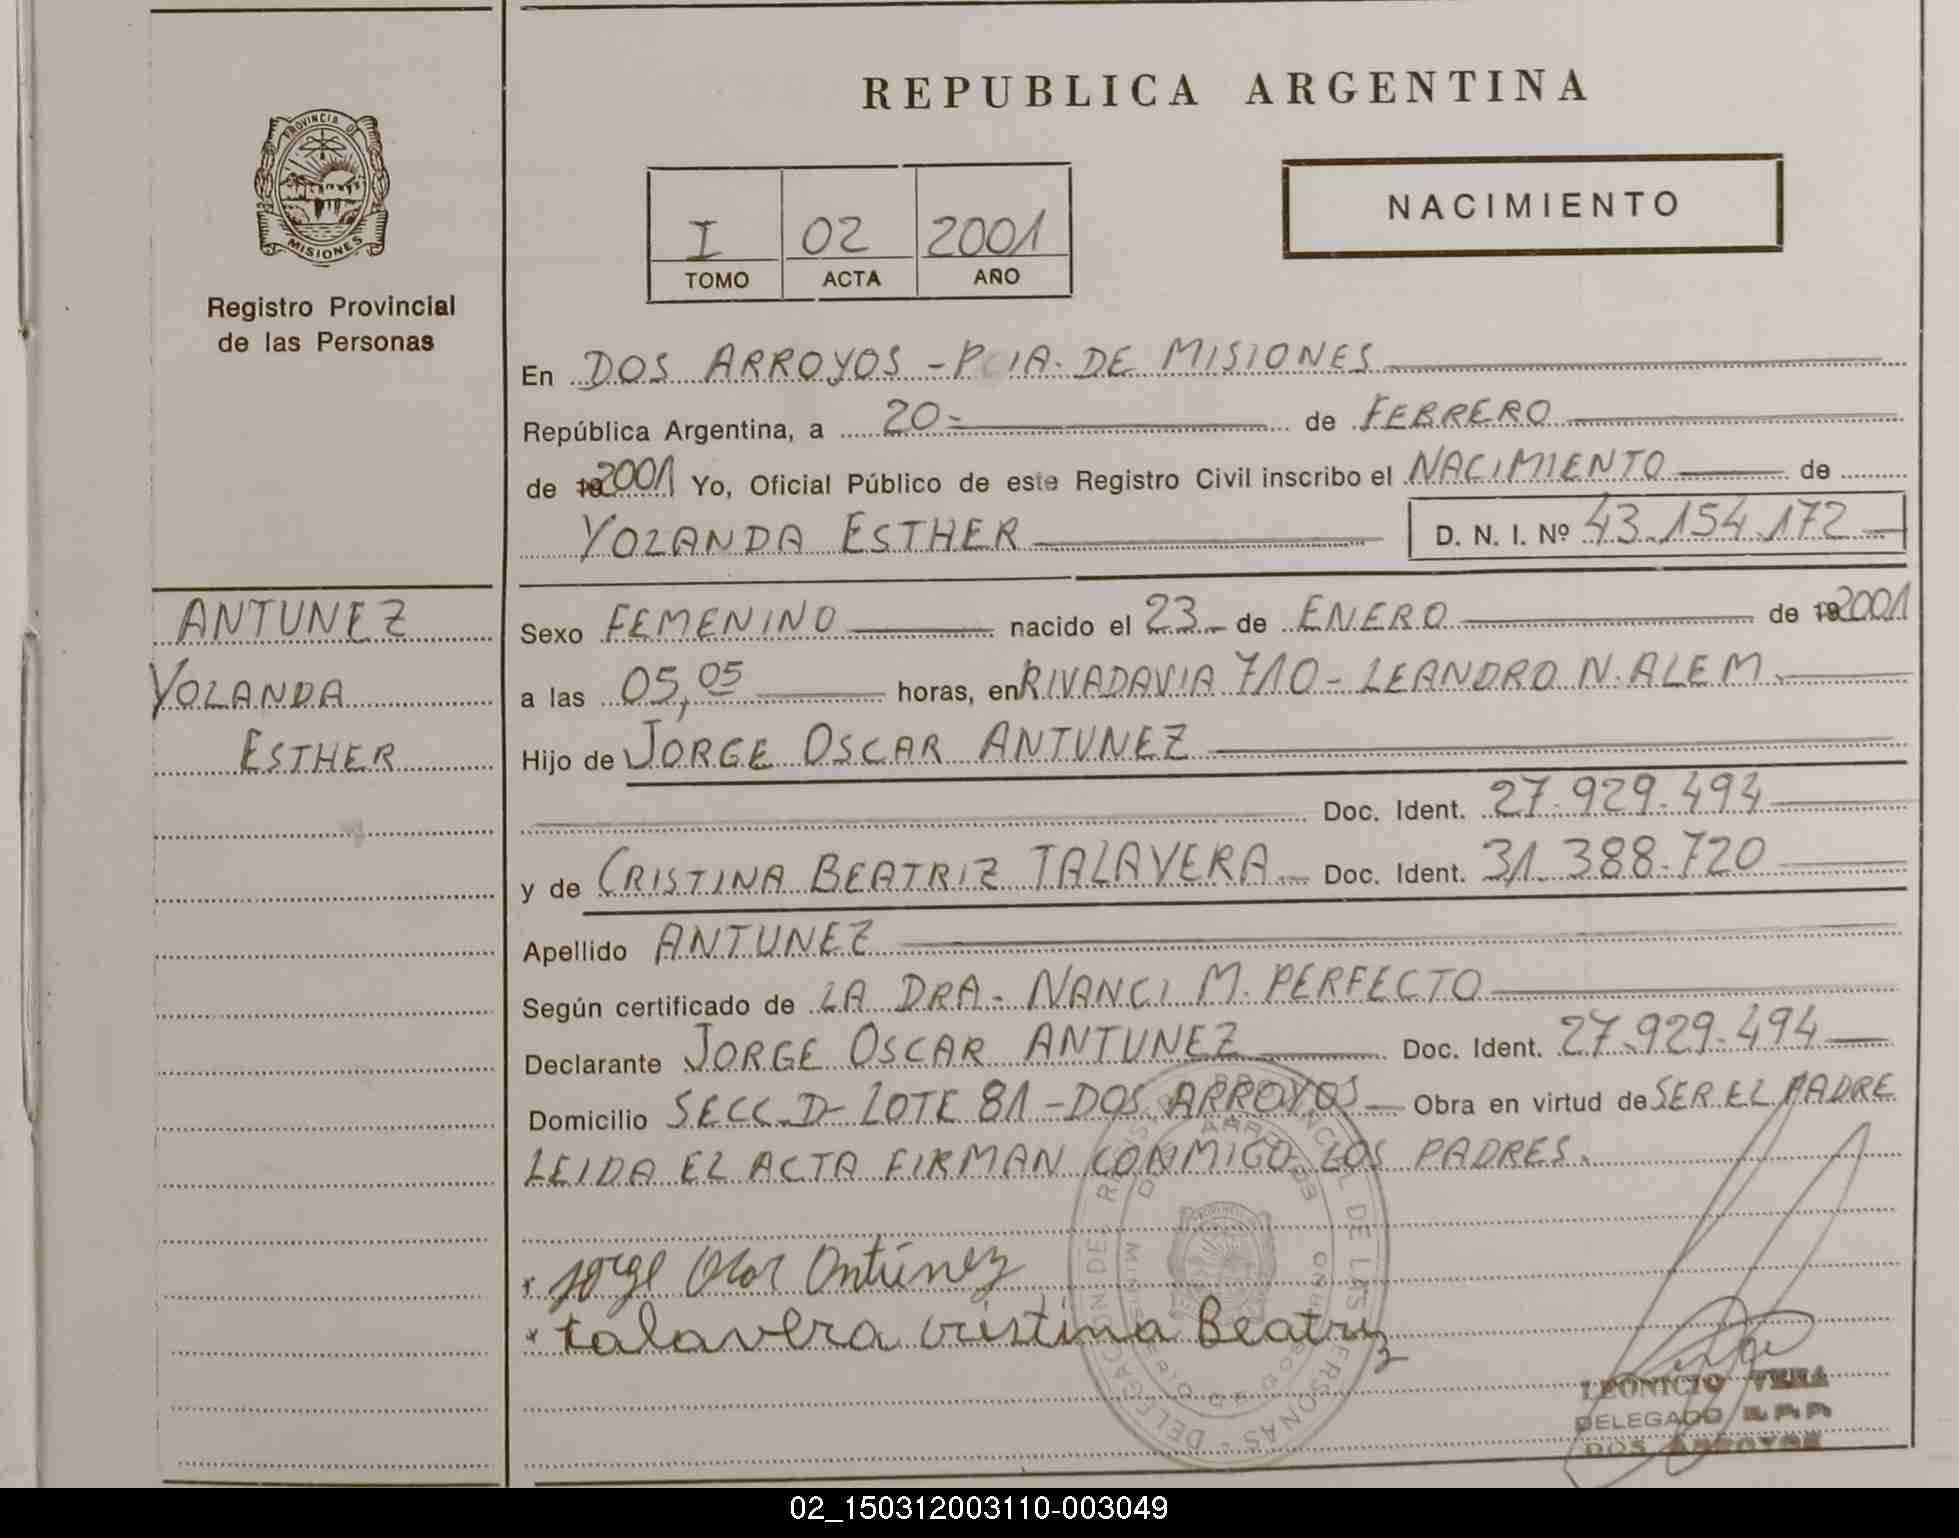 REPUBLICA ARGENTINA
PROVINCIA DE
MISIONES
Registro Provincial
de las Personas
I 02 2001
TOMO ACTA AÑO
NACIMIENTO
En DOS ARROYOS - PCIA. DE MISIONES
República Argentina, a 20- de FEBRERO
de 192001 Yo, Oficial Público de este Registro Civil inscribo el NACIMIENTO de
YOLANDA ESTHER D. N. I. Nº 43.154.172
ANTUNEZ
YOLANDA
ESTHER
Sexo FEMENINO nacido el 23 de ENERO de 192001
a las 05,05 horas, en RIVADAVIA 710 - LEANDRO N. ALEM.
Hijo de JORGE OSCAR ANTUNEZ
Doc. Ident. 27.929.494
y de CRISTINA BEATRIZ TALAVERA Doc. Ident. 31.388.720
Apellido ANTUNEZ
Según certificado de LA DRA. NANCI M. PERFECTO
Declarante JORGE OSCAR ANTUNEZ Doc. Ident. 27.929.494
Domicilio SECC. D- LOTE 81 - DOS ARROYOS Obra en virtud de SER EL PADRE
LEIDA EL ACTA FIRMAN CONMIGO LOS PADRES.
Jorge Oscar Antúnez
talavera cristina Beatriz
LEONICIO VERA
DELEGADO R.P.P.
DOS ARROYOS
02_150312003110-003049